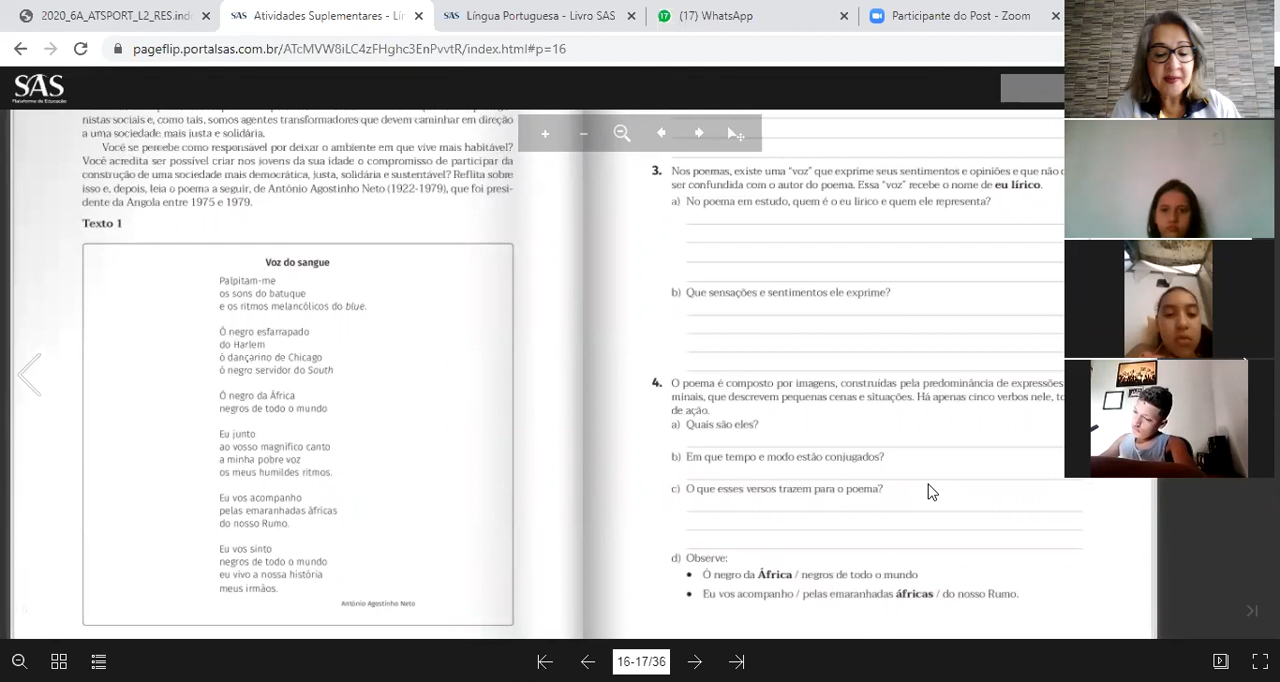 2020_6A_ATSPORT_L2_RES.ind
SAS Atividades Suplementares - Lín
SAS Língua Portuguesa - Livro SAS
(17) WhatsApp
Participante do Post - Zoom
pageflip.portalsas.com.br/ATcMVW8iLC4zFHghc3EnPvvtR/index.html#p=16
SAS
Plataforma de Educação
nistas sociais e, como tais, somos agentes transformadores que devem caminhar em direção
a uma sociedade mais justa e solidária.
Você se percebe como responsável por deixar o ambiente em que vive mais habitável?
Você acredita ser possível criar nos jovens da sua idade o compromisso de participar da
construção de uma sociedade mais democrática, justa, solidária e sustentável? Reflita sobre
isso e, depois, leia o poema a seguir, de António Agostinho Neto (1922-1979), que foi presi-
dente da Angola entre 1975 e 1979.
Texto 1
Voz do sangue
Palpitam-me
os sons do batuque
e os ritmos melancólicos do blue.
Ó negro esfarrapado
do Harlem
ó dançarino de Chicago
ó negro servidor do South
Ó negro da África
negros de todo o mundo
Eu junto
ao vosso magnífico canto
a minha pobre voz
os meus humildes ritmos.
Eu vos acompanho
pelas emaranhadas áfricas
do nosso Rumo.
Eu vos sinto
negros de todo o mundo
eu vivo a nossa história
meus irmãos.
António Agostinho Neto
3. Nos poemas, existe uma “voz” que exprime seus sentimentos e opiniões e que não
ser confundida com o autor do poema. Essa “voz” recebe o nome de eu lírico.
a) No poema em estudo, quem é o eu lírico e quem ele representa?
b) Que sensações e sentimentos ele exprime?
4. O poema é composto por imagens, construídas pela predominância de expressões
minais, que descrevem pequenas cenas e situações. Há apenas cinco verbos nele,
de ação.
a) Quais são eles?
b) Em que tempo e modo estão conjugados?
c) O que esses versos trazem para o poema?
d) Observe:
• Ó negro da África / negros de todo o mundo
• Eu vos acompanho / pelas emaranhadas áfricas / do nosso Rumo.
16-17/36